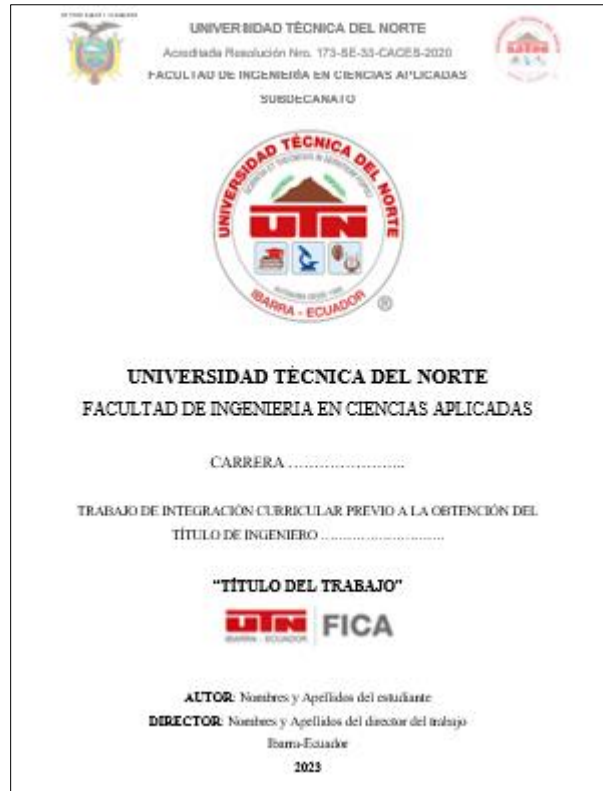 UNIVERSIDAD TÉCNICA DEL NORTE
Acreditada Resolución Nro. 173-SE-33-CACES-2020
FACULTAD DE INGENIERÍA EN CIENCIAS APLICADAS
SUBDECANATO
UNIVERSIDAD TÉCNICA DEL NORTE
UTN
IBARRA - ECUADOR
®
UNIVERSIDAD TÉCNICA DEL NORTE
FACULTAD DE INGENIERIA EN CIENCIAS APLICADAS
CARRERA …………………..
TRABAJO DE INTEGRACIÓN CURRICULAR PREVIO A LA OBTENCIÓN DEL
TÍTULO DE INGENIERO …………………….
“TÍTULO DEL TRABAJO”
UTN FICA
IBARRA - ECUADOR
AUTOR: Nombres y Apellidos del estudiante
DIRECTOR: Nombres y Apellidos del director del trabajo
Ibarra-Ecuador
2023